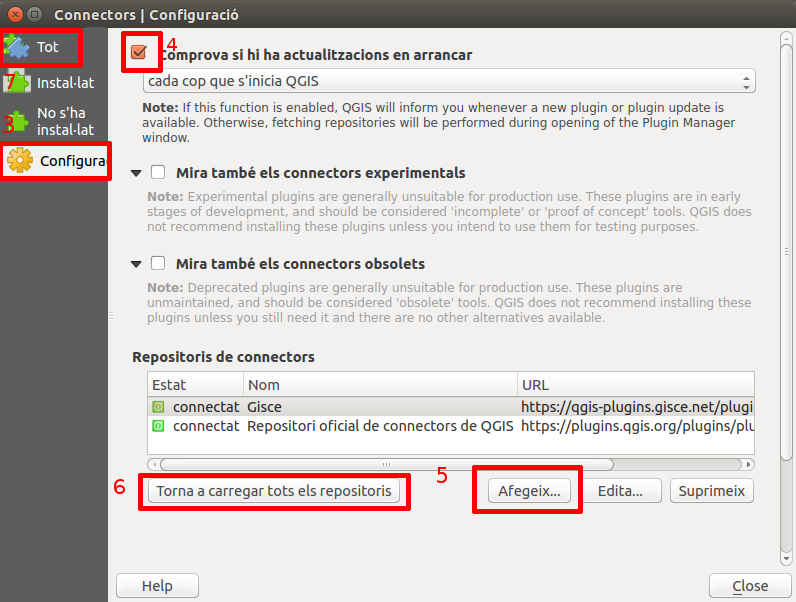 Connectors | Configuració
Tot
4
Comprova si hi ha actualitzacions en arrancar
7
Instal·lat
cada cop que s'inicia QGIS
3
No s'ha
instal·lat
Note: If this function is enabled, QGIS will inform you whenever a new plugin or plugin update is
available. Otherwise, fetching repositories will be performed during opening of the Plugin Manager
window.
Configurac
Mira també els connectors experimentals
Note: Experimental plugins are generally unsuitable for production use. These plugins are in early
stages of development, and should be considered 'incomplete' or 'proof of concept' tools. QGIS does
not recommend installing these plugins unless you intend to use them for testing purposes.
Mira també els connectors obsolets
Note: Deprecated plugins are generally unsuitable for production use. These plugins are
unmaintained, and should be considered 'obsolete' tools. QGIS does not recommend installing these
plugins unless you still need it and there are no other alternatives available.
Repositoris de connectors
Estat Nom URL
connectat Gisce https://qgis-plugins.gisce.net/plugi
connectat Repositori oficial de connectors de QGIS https://plugins.qgis.org/plugins/plu
6
Torna a carregar tots els repositoris
5
Afegeix...
Edita...
Suprimeix
Help
Close